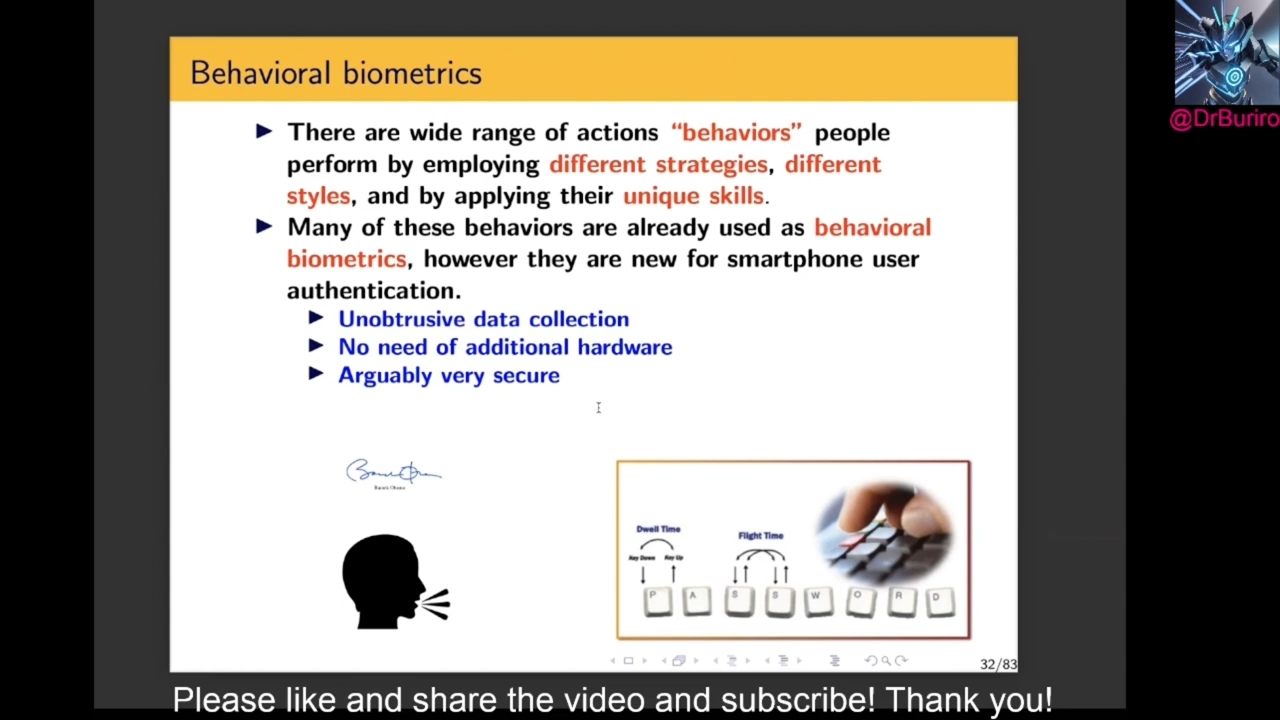 Behavioral biometrics
@DrBuriro
There are wide range of actions “behaviors” people
perform by employing different strategies, different
styles, and by applying their unique skills.
Many of these behaviors are already used as behavioral
biometrics, however they are new for smartphone user
authentication.
Unobtrusive data collection
No need of additional hardware
Arguably very secure
Barack Obama
Dwell Time
Flight Time
Key Down Key Up
P A S S W O R D
32/83
Please like and share the video and subscribe! Thank you!